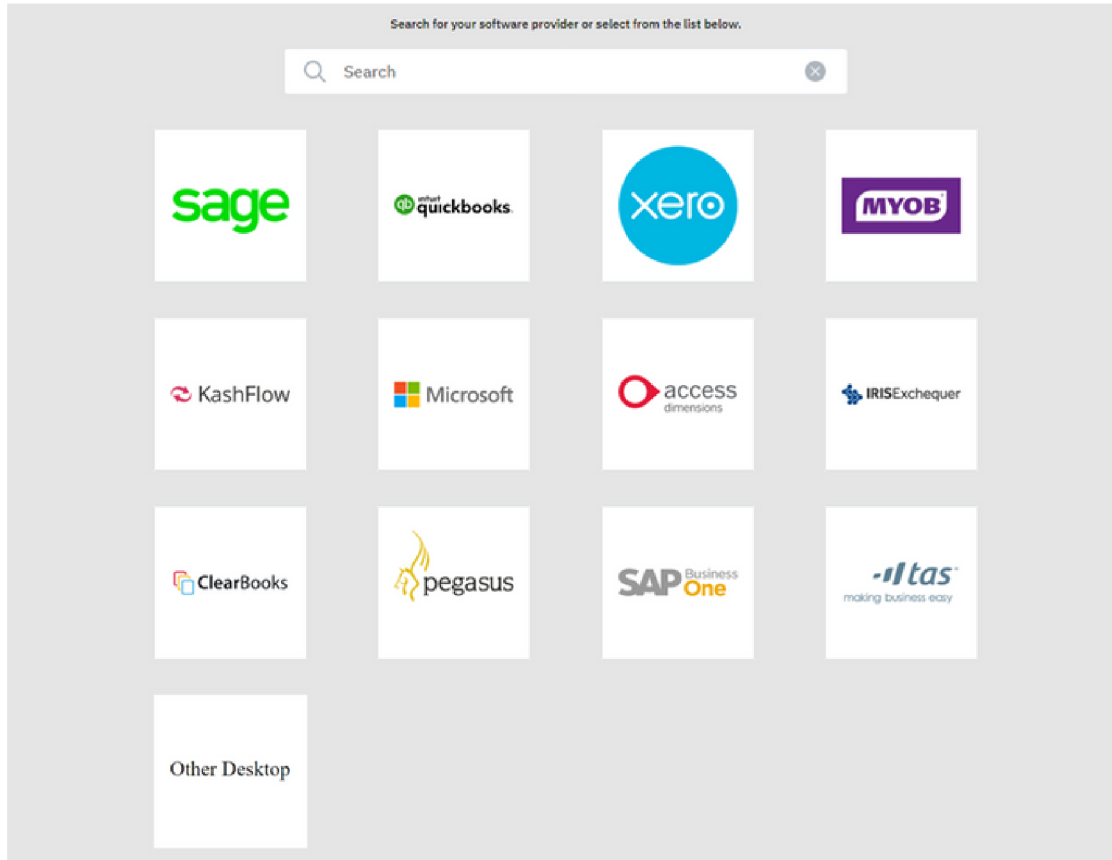 Search for your software provider or select from the list below.
Search
sage
qb intuit quickbooks.
xero
MYOB
KashFlow
Microsoft
access
dimensions
IRISExchequer
ClearBooks
pegasus
SAP Business One
tas
making business easy
Other Desktop